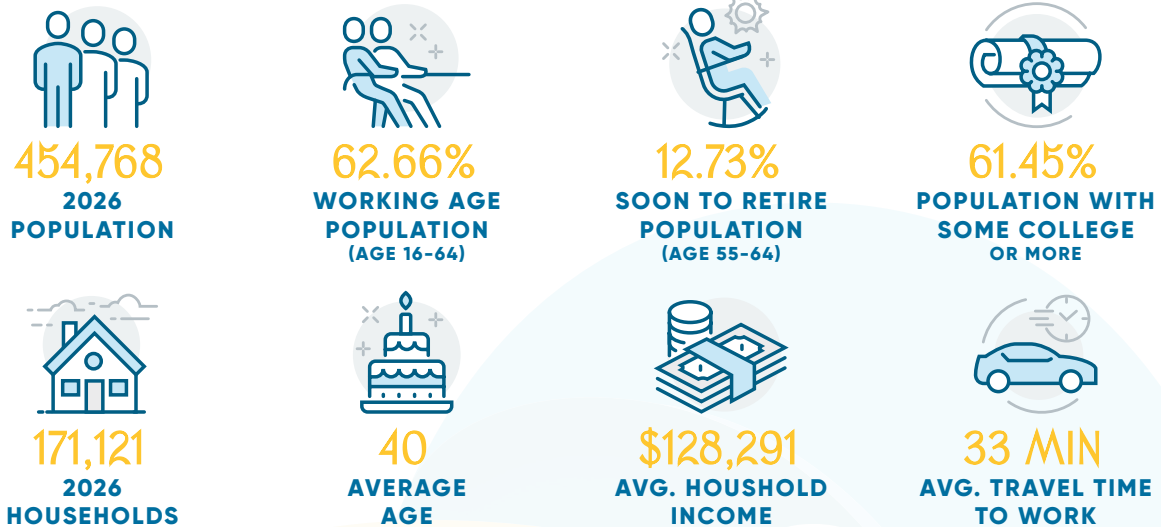 454,768
2026
POPULATION
62.66%
WORKING AGE
POPULATION
(AGE 16-64)
12.73%
SOON TO RETIRE
POPULATION
(AGE 55-64)
61.45%
POPULATION WITH
SOME COLLEGE
OR MORE
171,121
2026
HOUSEHOLDS
40
AVERAGE
AGE
$128,291
AVG. HOUSHOLD
INCOME
33 MIN
AVG. TRAVEL TIME
TO WORK